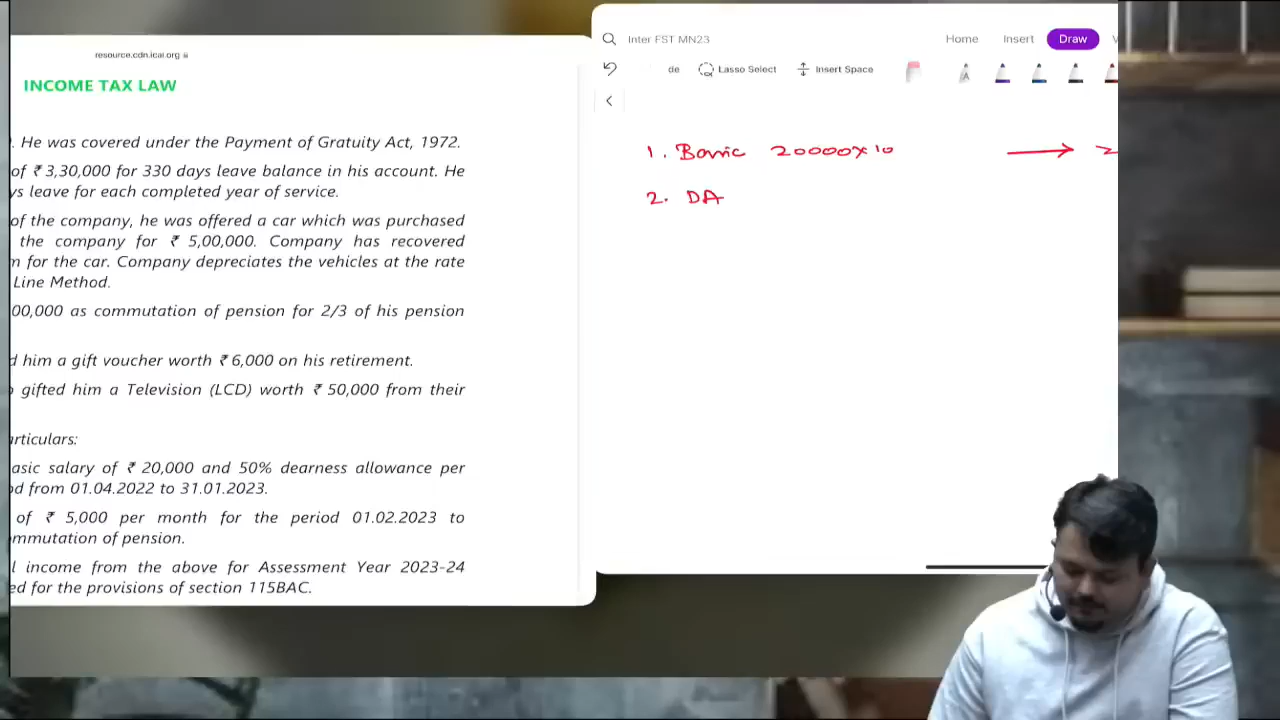 resource.cdn.icai.org
INCOME TAX LAW
. He was covered under the Payment of Gratuity Act, 1972.
of ₹ 3,30,000 for 330 days leave balance in his account. He
ys leave for each completed year of service.
of the company, he was offered a car which was purchased
the company for ₹ 5,00,000. Company has recovered
m for the car. Company depreciates the vehicles at the rate
Line Method.
00,000 as commutation of pension for 2/3 of his pension
d him a gift voucher worth ₹ 6,000 on his retirement.
gifted him a Television (LCD) worth ₹ 50,000 from their
articulars:
asic salary of ₹ 20,000 and 50% dearness allowance per
od from 01.04.2022 to 31.01.2023.
of ₹ 5,000 per month for the period 01.02.2023 to
mmutation of pension.
l income from the above for Assessment Year 2023-24
ed for the provisions of section 115BAC.
Inter FST MN23
Home Insert Draw
de Lasso Select Insert Space
1. Basic 20000x10 → 2
2. DA